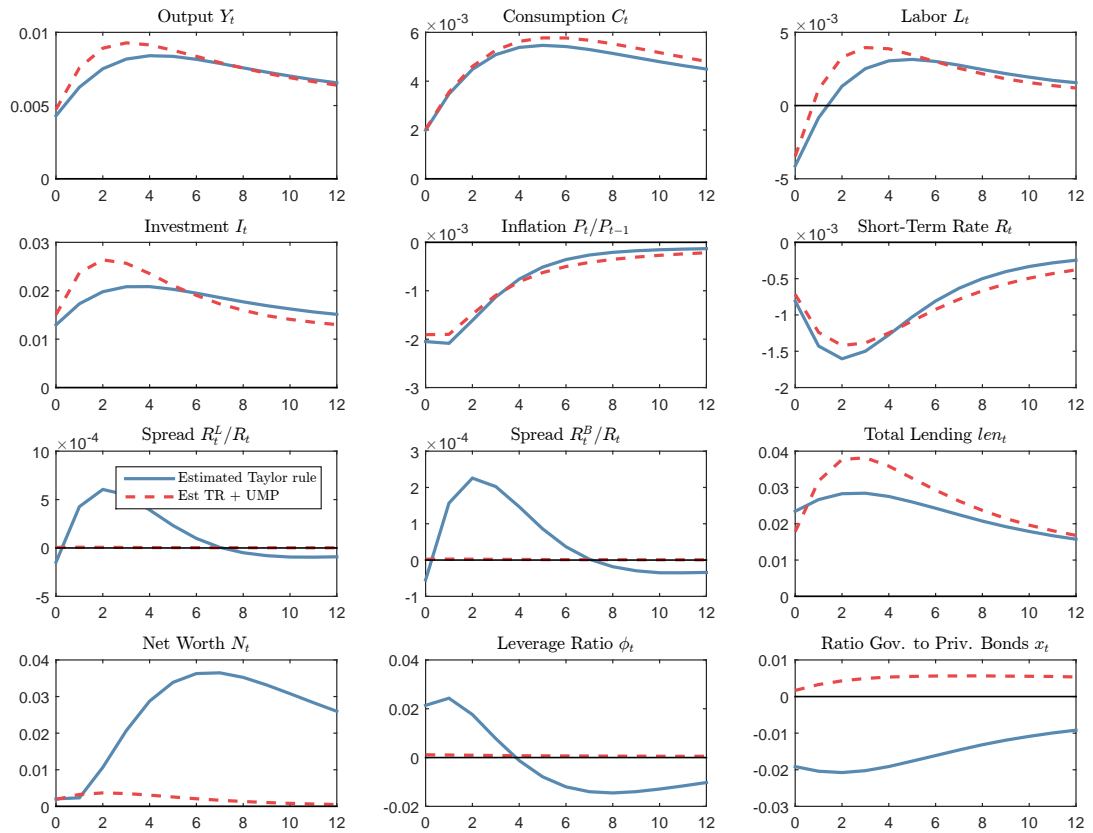 Output Y_t
0.01
0.005
0
0 2 4 6 8 10 12
Consumption C_t
×10^-3
6
4
2
0
0 2 4 6 8 10 12
Labor L_t
×10^-3
5
0
-5
0 2 4 6 8 10 12
Investment I_t
0.03
0.02
0.01
0
0 2 4 6 8 10 12
Inflation P_t/P_{t-1}
×10^-3
0
-1
-2
-3
0 2 4 6 8 10 12
Short-Term Rate R_t
×10^-3
0
-0.5
-1
-1.5
-2
0 2 4 6 8 10 12
Spread R_t^L/R_t
×10^-4
10
5
0
-5
0 2 4 6 8 10 12
Estimated Taylor rule
Est TR + UMP
Spread R_t^B/R_t
×10^-4
3
2
1
0
-1
0 2 4 6 8 10 12
Total Lending len_t
0.04
0.03
0.02
0.01
0
0 2 4 6 8 10 12
Net Worth N_t
0.04
0.03
0.02
0.01
0
0 2 4 6 8 10 12
Leverage Ratio ϕ_t
0.04
0.02
0
-0.02
0 2 4 6 8 10 12
Ratio Gov. to Priv. Bonds x_t
0.01
0
-0.01
-0.02
-0.03
0 2 4 6 8 10 12